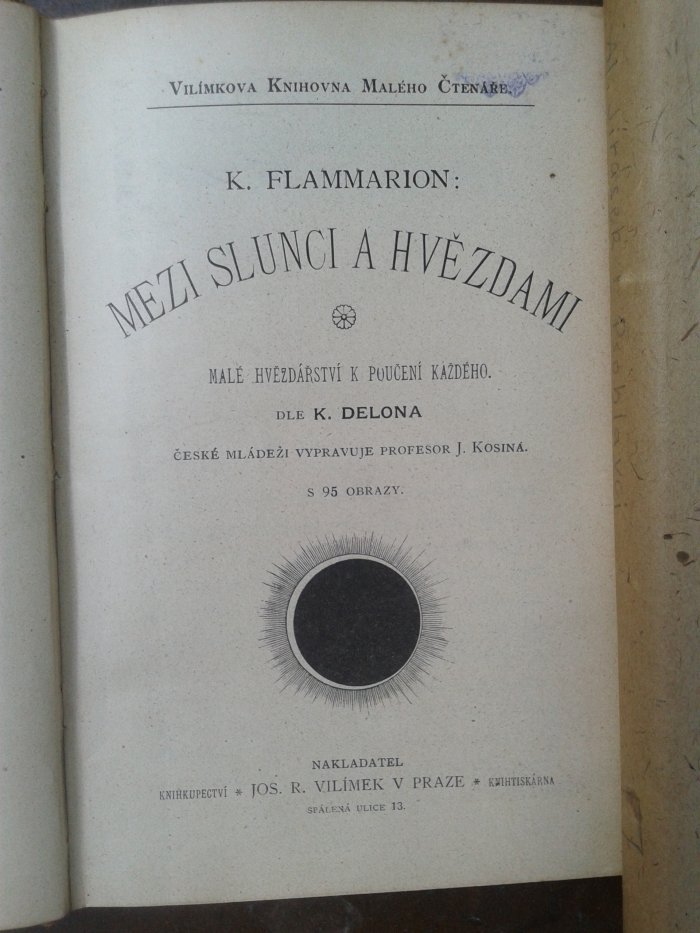 Vilímkova Knihovna Malého Čtenáře.
K. FLAMMARION:
MEZI SLUNCI A HVĚZDAMI
MALÉ HVĚZDÁŘSTVÍ K POUČENÍ KAŽDÉHO.
DLE K. DELONA
ČESKÉ MLÁDEŽI VYPRAVUJE PROFESOR J. KOSINA.
S 95 OBRAZY.
NAKLADATEL
KNIHKUPECTVÍ * JOS. R. VILÍMEK V PRAZE * KNIHTISKÁRNA
SPÁLENÁ ULICE 13.